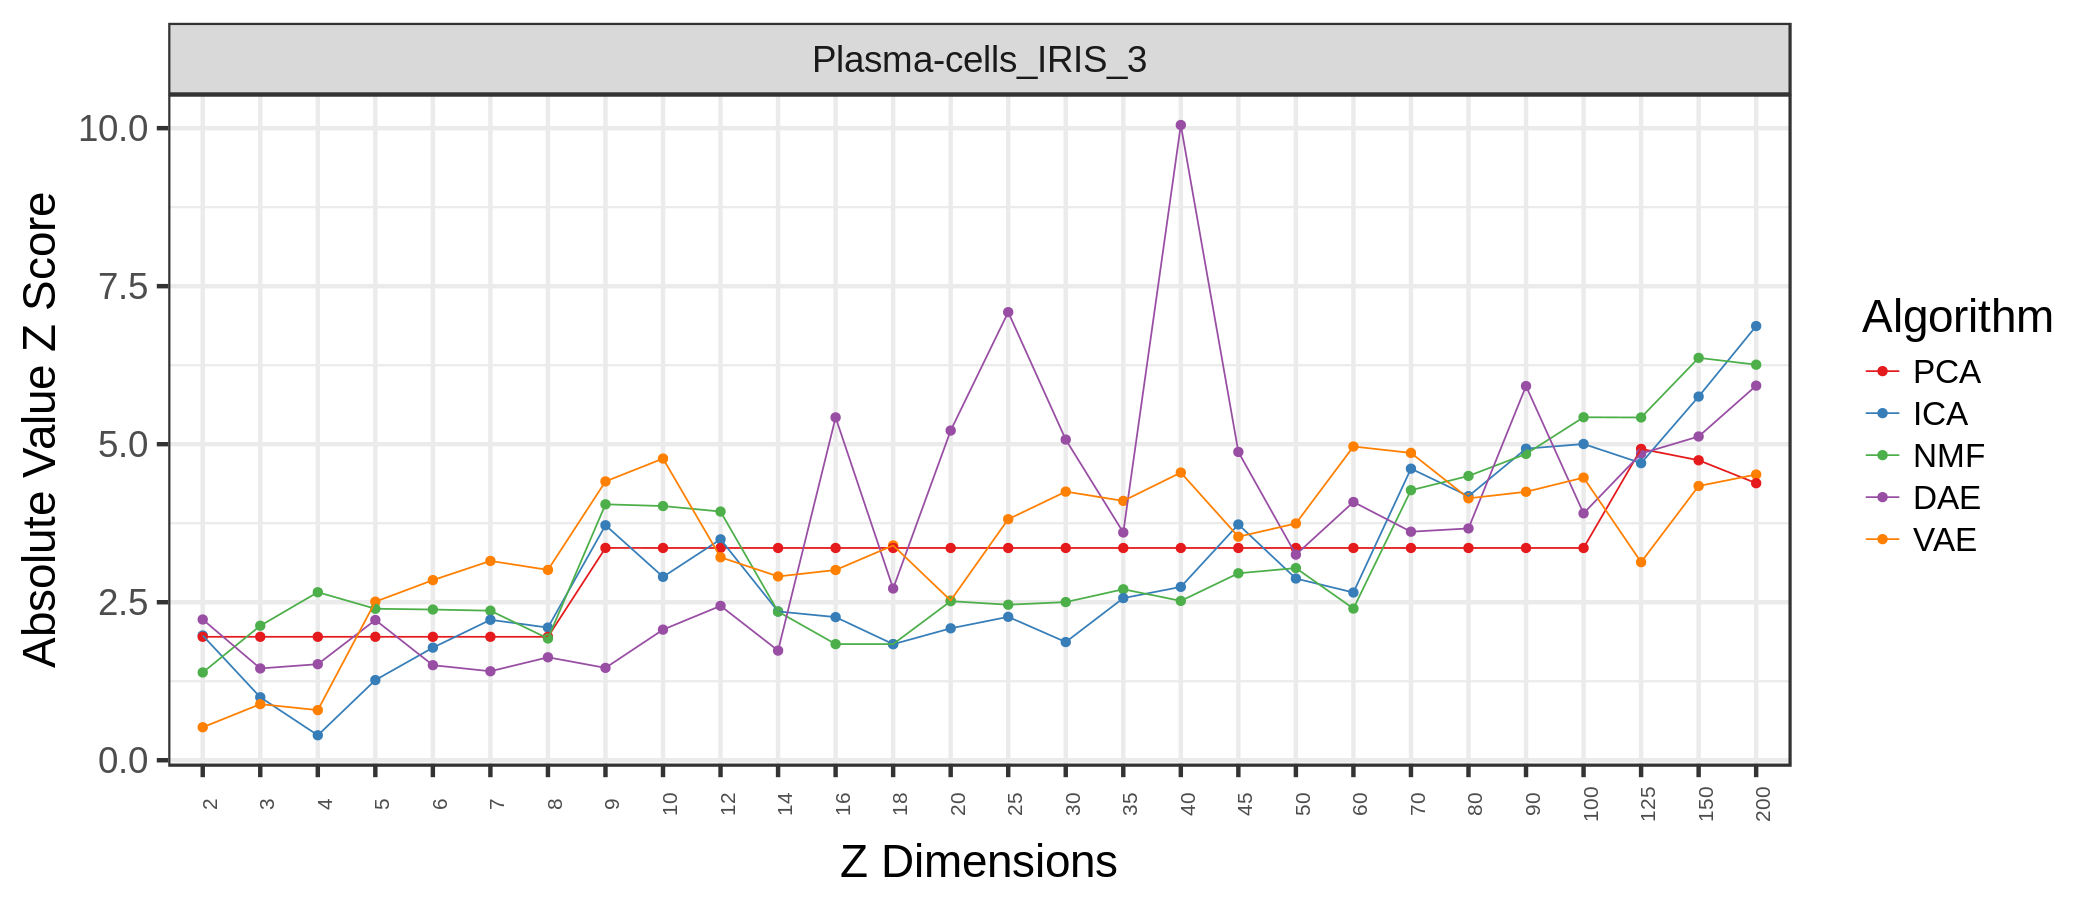 Plasma-cells_IRIS_3
Absolute Value Z Score
10.0
7.5
5.0
2.5
0.0
2 3 4 5 6 7 8 9 10 12 14 16 18 20 25 30 35 40 45 50 60 70 80 90 100 125 150 200
Z Dimensions
Algorithm
PCA
ICA
NMF
DAE
VAE